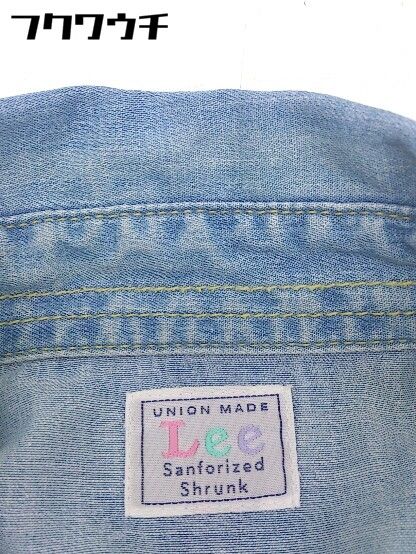 フクワウチ
UNION MADE
Lee
Sanforized
Shrunk